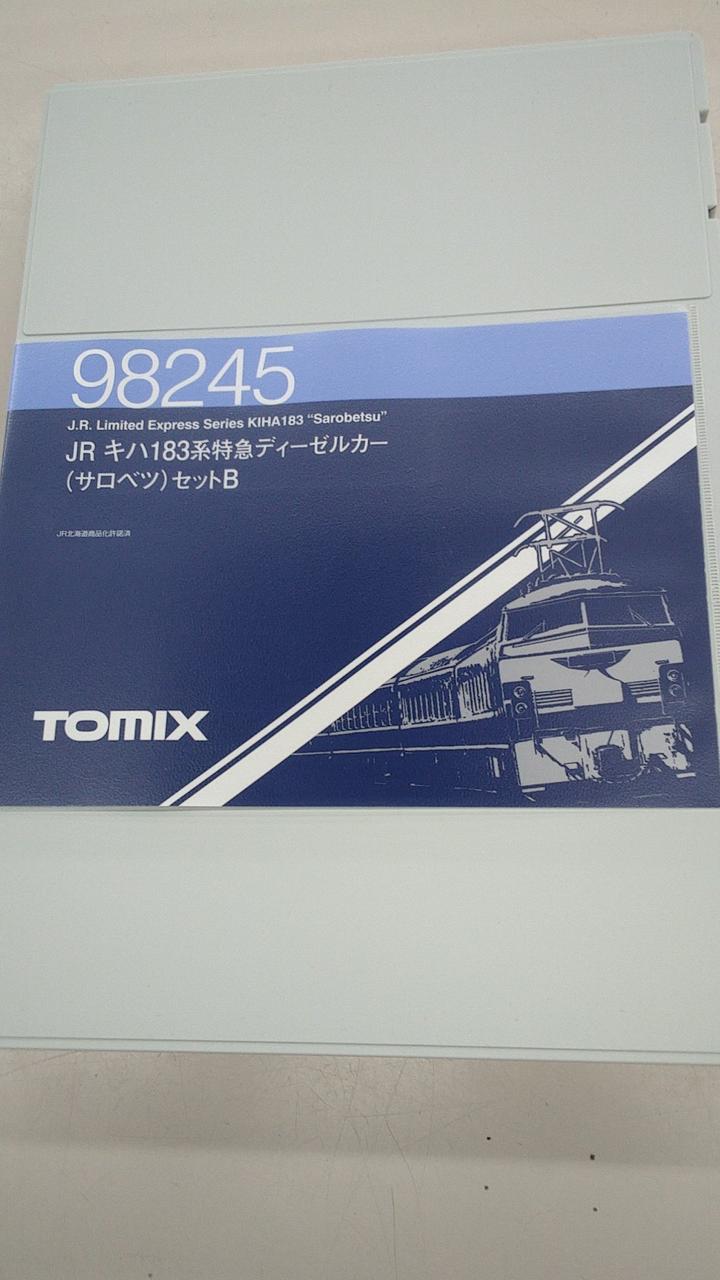 98245
J.R. Limited Express Series KIHA183 “Sarobetsu”
JR キハ183系特急ディーゼルカー
(サロベツ)セットB
JR北海道商品化許諾済
TOMIX